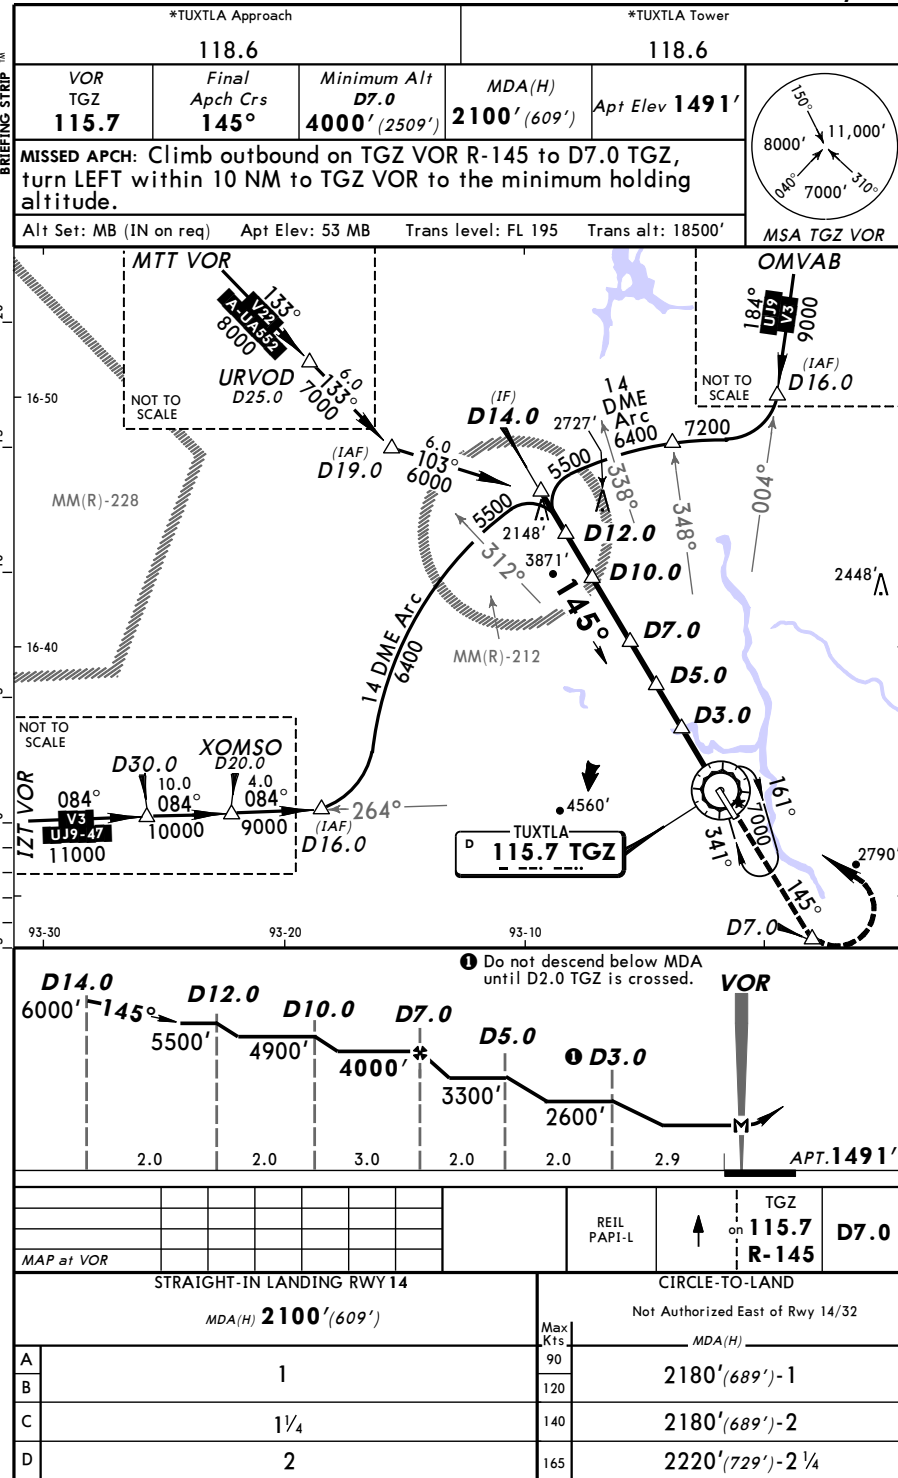 *TUXTLA Approach
118.6
*TUXTLA Tower
118.6
BRIEFING STRIP TM
VOR
TGZ
115.7
Final
Apch Crs
145°
Minimum Alt
D7.0
4000' (2509')
MDA(H)
2100' (609')
Apt Elev 1491'
MISSED APCH: Climb outbound on TGZ VOR R-145 to D7.0 TGZ,
turn LEFT within 10 NM to TGZ VOR to the minimum holding
altitude.
Alt Set: MB (IN on req) Apt Elev: 53 MB Trans level: FL 195 Trans alt: 18500'
150°
8000'
11,000'
040°
7000'
310°
MSA TGZ VOR
MTT VOR
133°
V22 -
A-UA552
8000
URVOD
D25.0
6.0
133°
7000
NOT TO
SCALE
(IAF)
D19.0
6.0
103°
6000
(IF)
D14.0
OMVAB
184°
UJ9
V3
9000
(IAF)
D16.0
NOT TO
SCALE
14
DME
Arc
6400
7200
2727'
5500
338°
348°
004°
16-50
MM(R)-228
5500
2148'
312°
3871'
D12.0
D10.0
145°
2448'
MM(R)-212
16-40
14 DME Arc
6400
D7.0
D5.0
D3.0
NOT TO
SCALE
IZT VOR
084°
V3
UJ9-47
11000
D30.0
10.0
084°
10000
XOMSO
D20.0
4.0
084°
9000
(IAF)
D16.0
264°
4560'
TUXTLA
D 115.7 TGZ
161°
7000
341°
2790'
145°
D7.0
93-30
93-20
93-10
1 Do not descend below MDA
until D2.0 TGZ is crossed.
D14.0
6000'
145°
D12.0
5500'
D10.0
4900'
D7.0
4000'
D5.0
3300'
1 D3.0
2600'
VOR
M
2.0 2.0 3.0 2.0 2.0 2.9
APT. 1491'
MAP at VOR
REIL
PAPI-L
on
TGZ
115.7
R-145
D7.0
STRAIGHT-IN LANDING RWY 14
MDA(H) 2100' (609')
CIRCLE-TO-LAND
Not Authorized East of Rwy 14/32
Max
Kts
MDA(H)
A
B
1
90
120
2180' (689') - 1
C
1¼
140
2180' (689') - 2
D
2
165
2220' (729') - 2 ¼